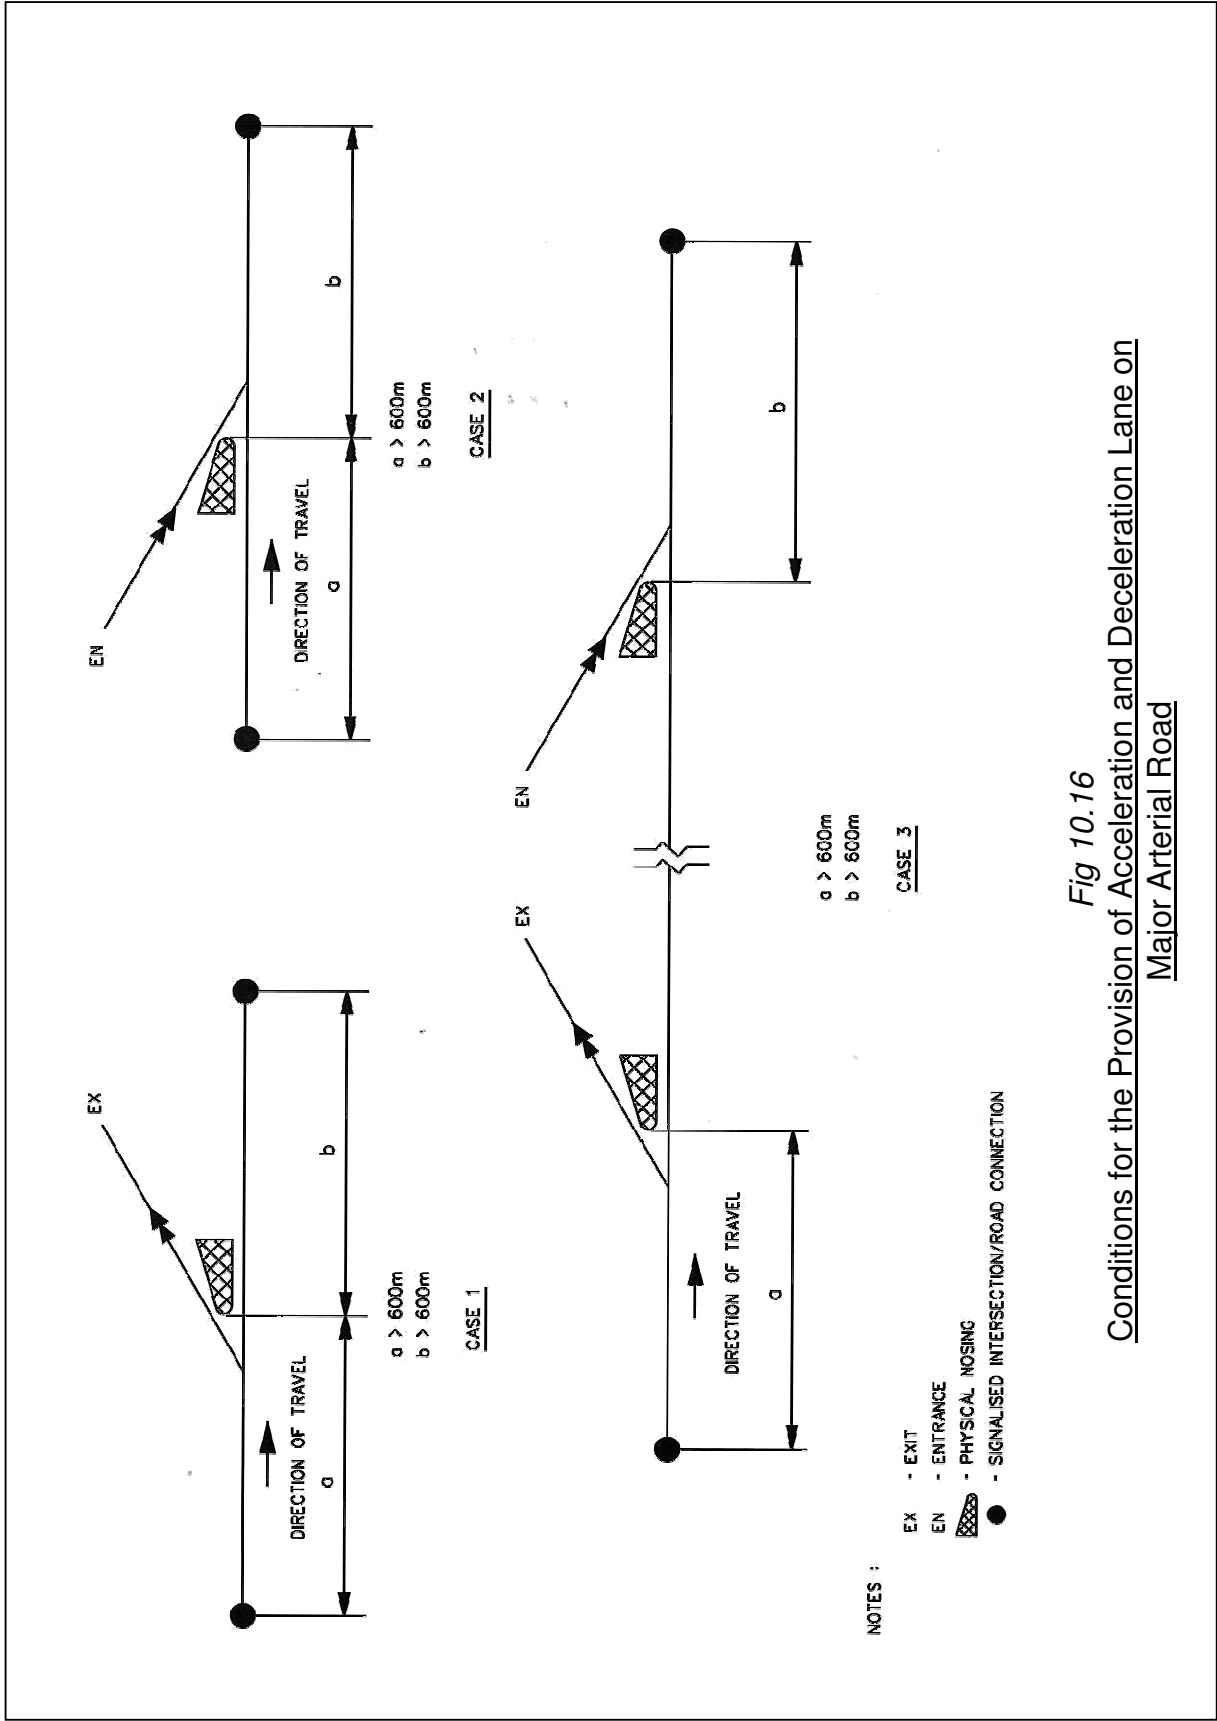 EX
DIRECTION OF TRAVEL
a
b
a > 600m
b > 600m
CASE 1
EN
DIRECTION OF TRAVEL
a
b
a > 600m
b > 600m
CASE 2
EX
EN
DIRECTION OF TRAVEL
a
b
a > 600m
b > 600m
CASE 3
NOTES :
EX - EXIT
EN - ENTRANCE
- PHYSICAL NOSING
- SIGNALISED INTERSECTION/ROAD CONNECTION
Fig 10.16
Conditions for the Provision of Acceleration and Deceleration Lane on
Major Arterial Road